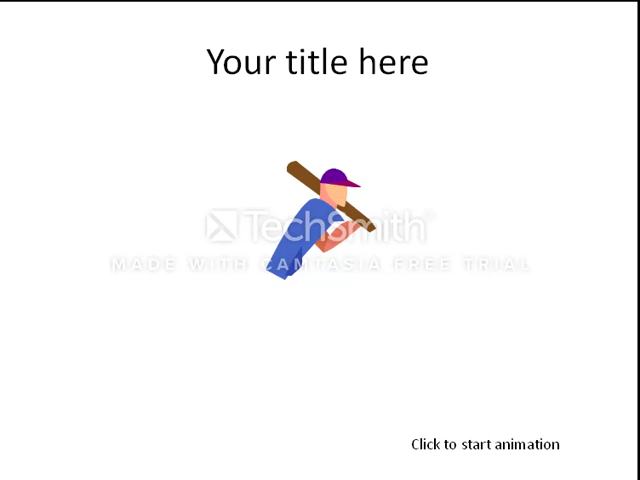 Your title here
TechSmith®
MADE WITH CAMTASIA FREE TRIAL
Click to start animation